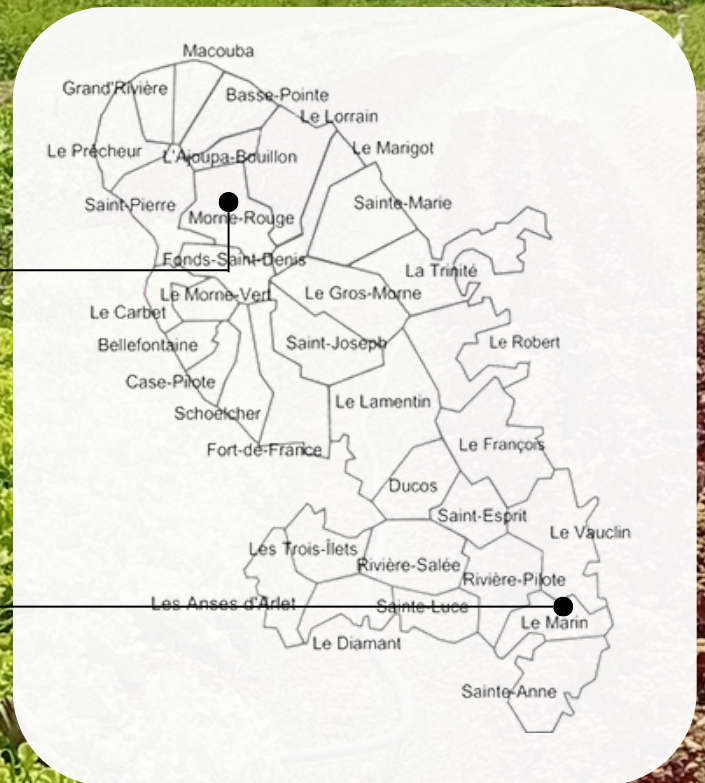 Macouba
Grand'Rivière
Basse-Pointe
Le Lorrain
Le Prêcheur
L'Ajoupa-Bouillon
Le Marigot
Saint-Pierre
Sainte-Marie
Morne-Rouge
Fonds-Saint-Denis
La Trinité
Le Morne-Vert
Le Gros-Morne
Le Carbet
Bellefontaine
Saint-Joseph
Le Robert
Case-Pilote
Le Lamentin
Schoelcher
Fort-de-France
Le François
Ducos
Saint-Esprit
Le Vauclin
Les Trois-Îlets
Rivière-Salée
Rivière-Pilote
Les Anses d'Arlet
Sainte-Luce
Le Marin
Le Diamant
Sainte-Anne